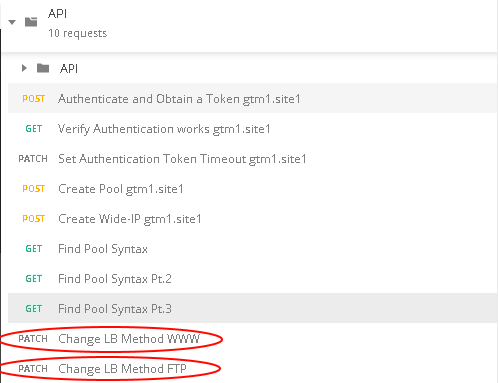 API
10 requests
API
POST Authenticate and Obtain a Token gtm1.site1
GET Verify Authentication works gtm1.site1
PATCH Set Authentication Token Timeout gtm1.site1
POST Create Pool gtm1.site1
POST Create Wide-IP gtm1.site1
GET Find Pool Syntax
GET Find Pool Syntax Pt.2
GET Find Pool Syntax Pt.3
PATCH Change LB Method WWW
PATCH Change LB Method FTP